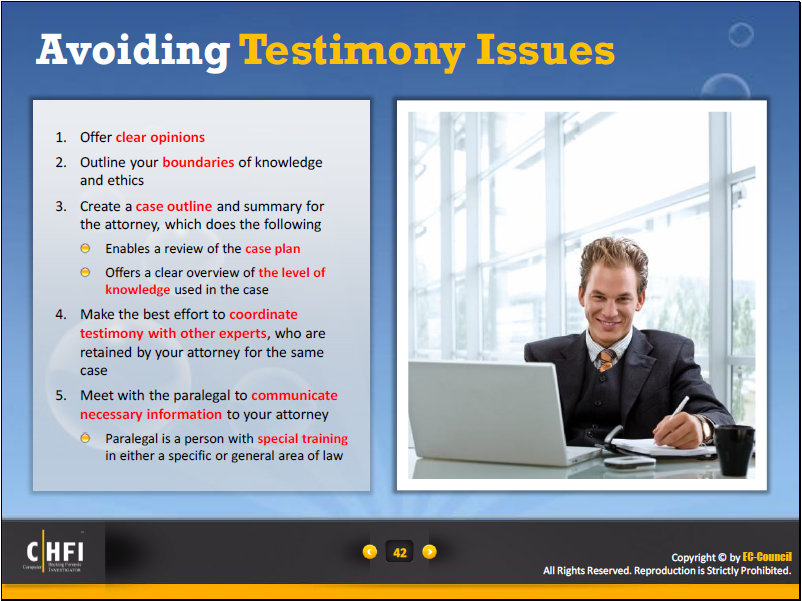 Avoiding Testimony Issues
1. Offer clear opinions
2. Outline your boundaries of knowledge
and ethics
3. Create a case outline and summary for
the attorney, which does the following
Enables a review of the case plan
Offers a clear overview of the level of
knowledge used in the case
4. Make the best effort to coordinate
testimony with other experts, who are
retained by your attorney for the same
case
5. Meet with the paralegal to communicate
necessary information to your attorney
Paralegal is a person with special training
in either a specific or general area of law
CHFI
Computer Hacking Forensic
INVESTIGATOR
42
Copyright © by EC-Council
All Rights Reserved. Reproduction is Strictly Prohibited.